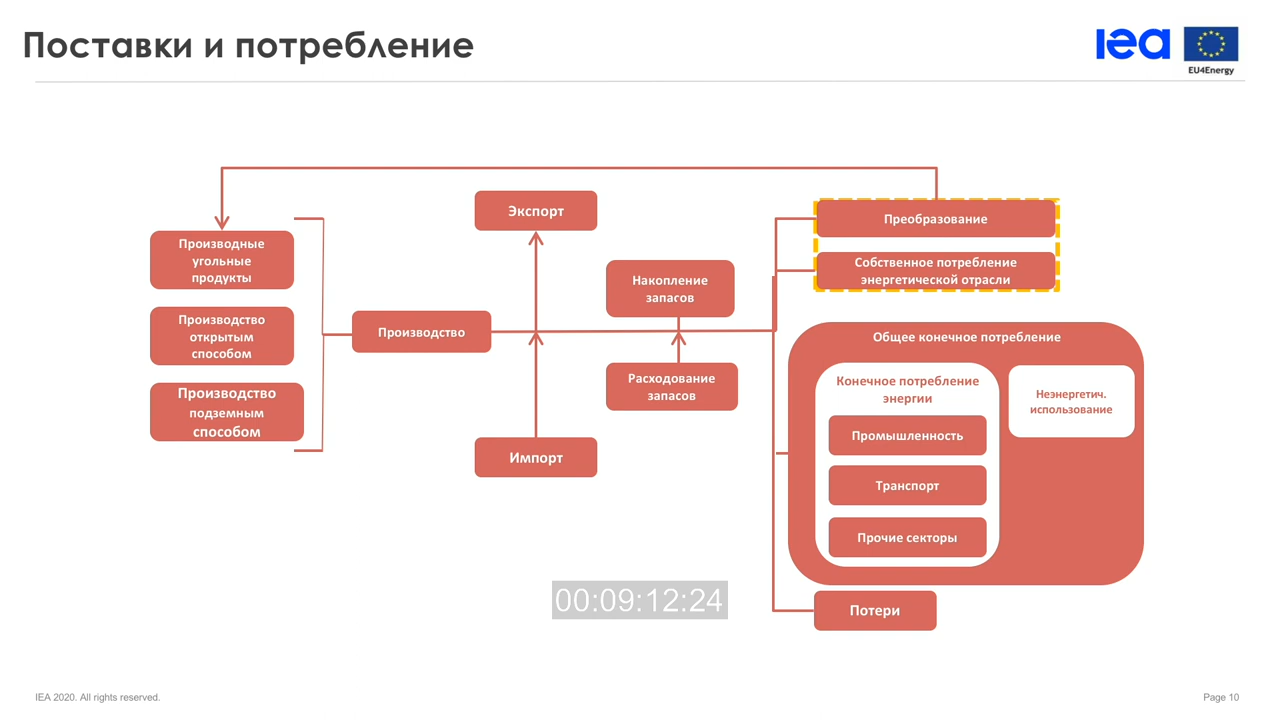 Поставки и потребление
iea
EU4Energy
Экспорт
Преобразование
Производные
угольные
продукты
Собственное потребление
энергетической отрасли
Накопление
запасов
Производство
открытым
способом
Производство
Общее конечное потребление
Расходование
запасов
Конечное потребление
энергии
Неэнергетич.
использование
Производство
подземным
способом
Промышленность
Импорт
Транспорт
Прочие секторы
00:09:12:24
Потери
IEA 2020. All rights reserved.
Page 10